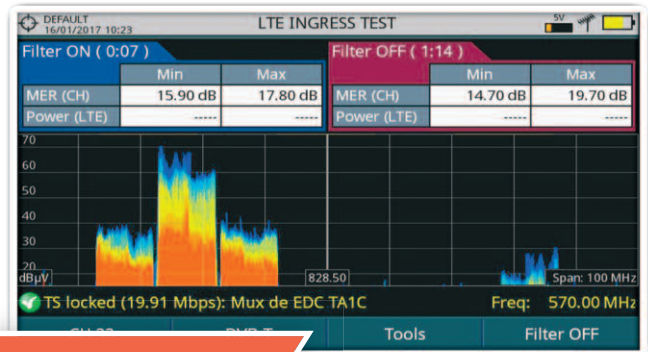 DEFAULT
16/01/2017 10:23
LTE INGRESS TEST
5V
Filter ON ( 0:07 )
Min Max
MER (CH) 15.90 dB 17.80 dB
Power (LTE) ----- -----
Filter OFF ( 1:14 )
Min Max
MER (CH) 14.70 dB 19.70 dB
Power (LTE) ----- -----
70
60
50
40
30
20
dBµV 828.50 Span: 100 MHz
TS locked (19.91 Mbps): Mux de EDC TA1C Freq: 570.00 MHz
Tools Filter OFF